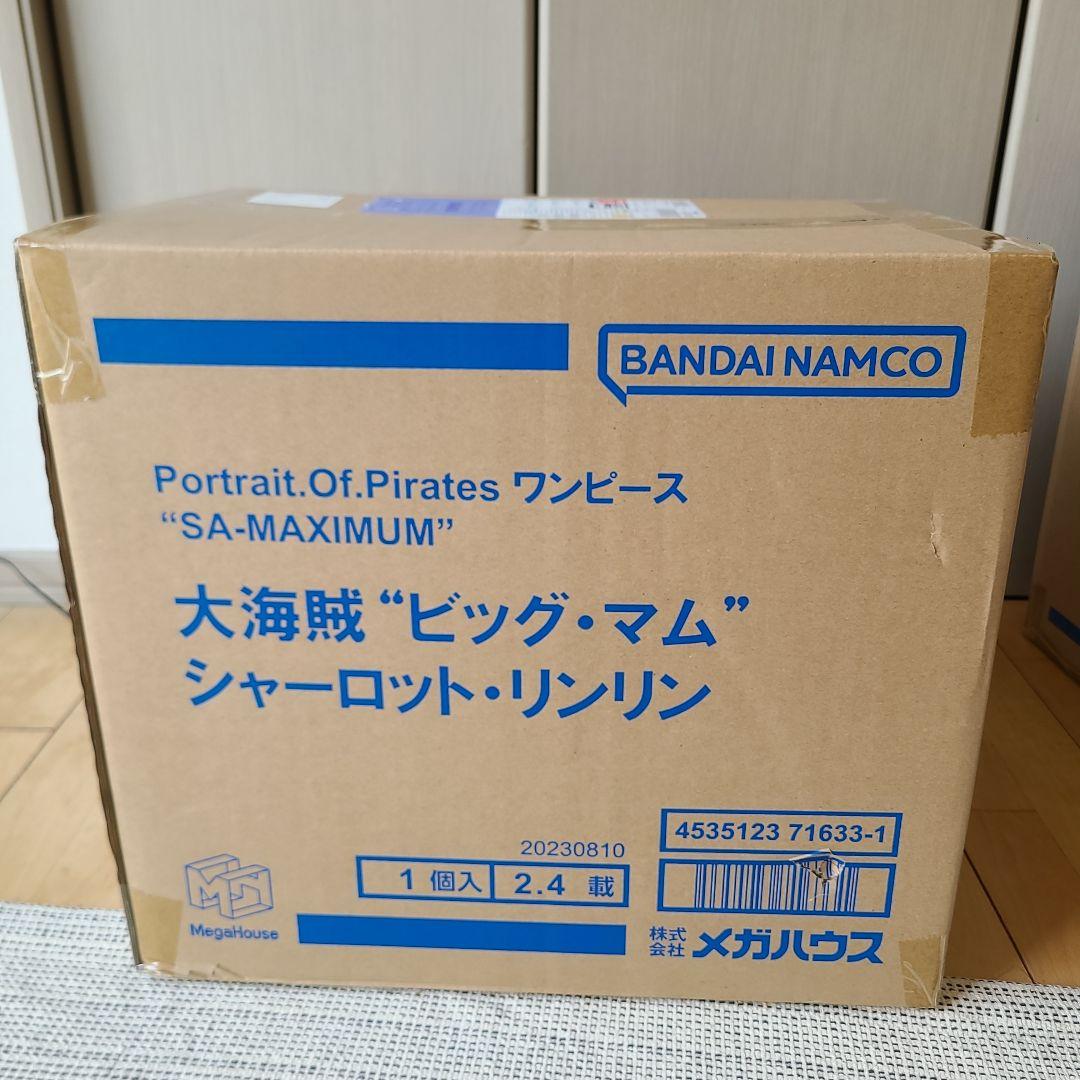 BANDAI NAMCO
Portrait.Of.Pirates ワンピース
“SA-MAXIMUM”
大海賊“ビッグ・マム”
シャーロット・リンリン
4535123 71633-1
20230810
1 個入 2.4 載
MegaHouse
株式会社 メガハウス